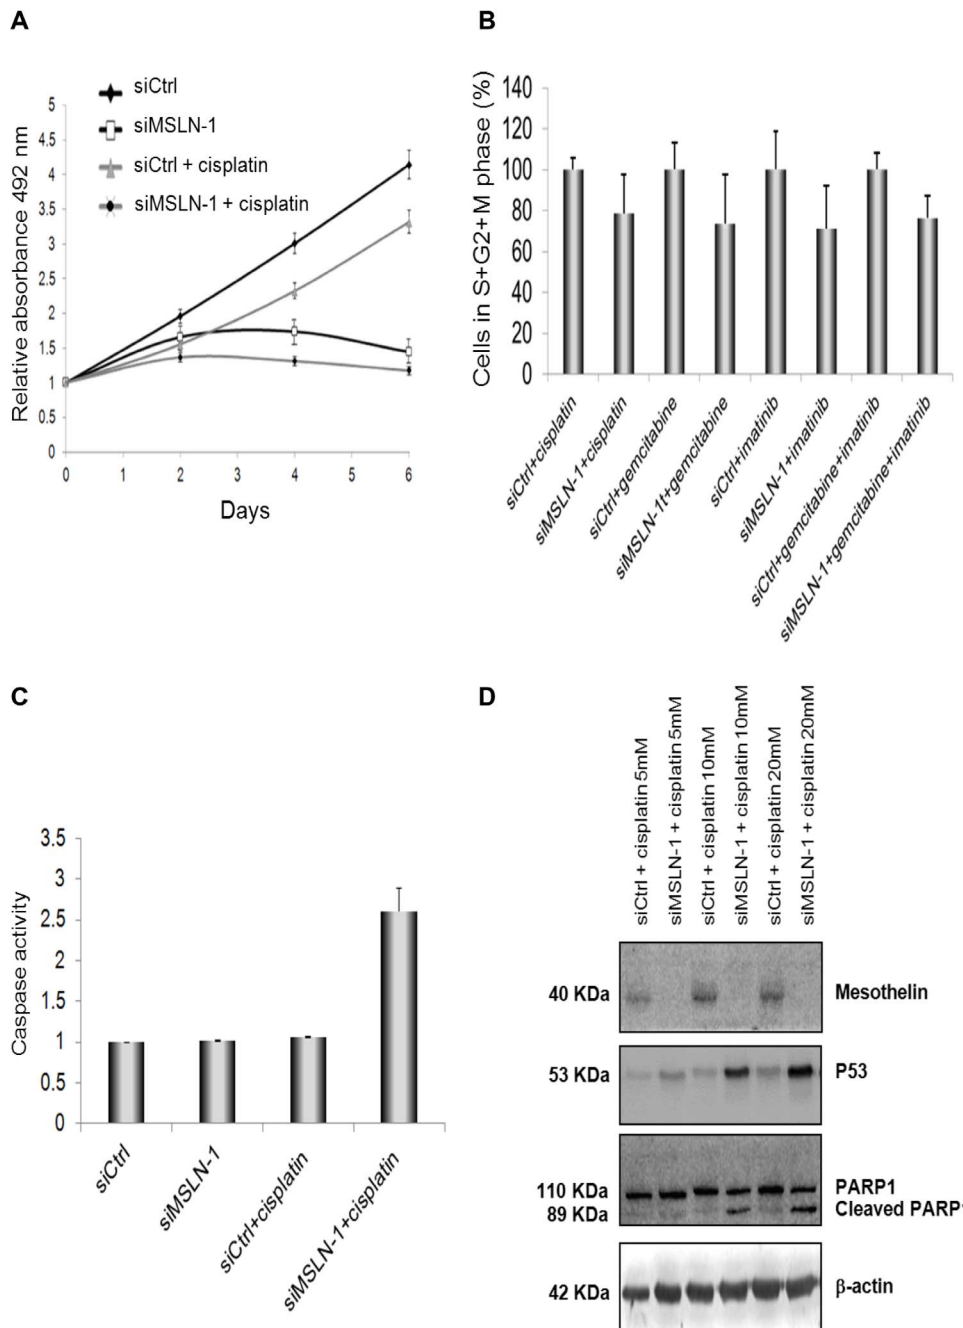 A
siCtrl
siMSLN-1
siCtrl + cisplatin
siMSLN-1 + cisplatin
Relative absorbance 492 nm
5
4.5
4
3.5
3
2.5
2
1.5
1
0.5
0
0 1 2 3 4 5 6
Days
B
Cells in S+G2+M phase (%)
140
120
100
80
60
40
20
0
siCtrl+cisplatin
siMSLN-1+cisplatin
siCtrl+gemcitabine
siMSLN-1t+gemcitabine
siCtrl+imatinib
siMSLN-1+imatinib
siCtrl+gemcitabine+imatinib
siMSLN-1+gemcitabine+imatinib
C
Caspase activity
3.5
3
2.5
2
1.5
1
0.5
0
siCtrl
siMSLN-1
siCtrl+cisplatin
siMSLN-1+cisplatin
D
siCtrl + cisplatin 5mM
siMSLN-1 + cisplatin 5mM
siCtrl + cisplatin 10mM
siMSLN-1 + cisplatin 10mM
siCtrl + cisplatin 20mM
siMSLN-1 + cisplatin 20mM
40 KDa Mesothelin
53 KDa P53
110 KDa PARP1
89 KDa Cleaved PARP1
42 KDa β-actin